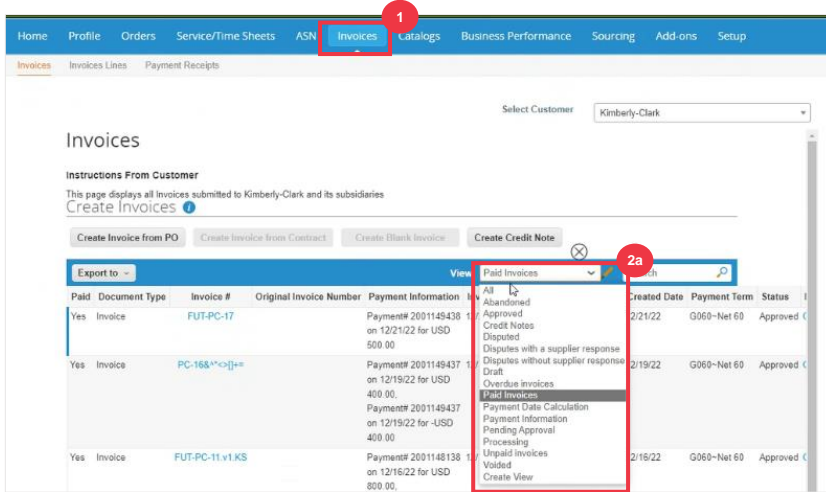 1
Home Profile Orders Service/Time Sheets ASN Invoices Catalogs Business Performance Sourcing Add-ons Setup
Invoices Invoices Lines Payment Receipts
Select Customer Kimberly-Clark
Invoices
Instructions From Customer
This page displays all Invoices submitted to Kimberly-Clark and its subsidiaries
Create Invoices
Create Invoice from PO Create Invoice from Contract Create Blank Invoice Create Credit Note
2a
Export to View Paid Invoices
Paid Document Type Invoice # Original Invoice Number Payment Information Created Date Payment Term Status
Yes Invoice FUT-PC-17 Payment# 2001149438 2/21/22 G060~Net 60 Approved
on 12/21/22 for USD
500.00
Yes Invoice PC-16&^"<>[]+= Payment# 2001149437 2/19/22 G060~Net 60 Approved
on 12/19/22 for USD
400.00,
Payment# 2001149437
on 12/19/22 for -USD
400.00
Yes Invoice FUT-PC-11.v1.KS Payment# 2001148138 2/16/22 G060~Net 60 Approved
on 12/16/22 for USD
800.00,
All
Abandoned
Approved
Credit Notes
Disputed
Disputes with a supplier response
Disputes without supplier response
Draft
Overdue invoices
Paid Invoices
Payment Date Calculation
Payment Information
Pending Approval
Processing
Unpaid invoices
Voided
Create View